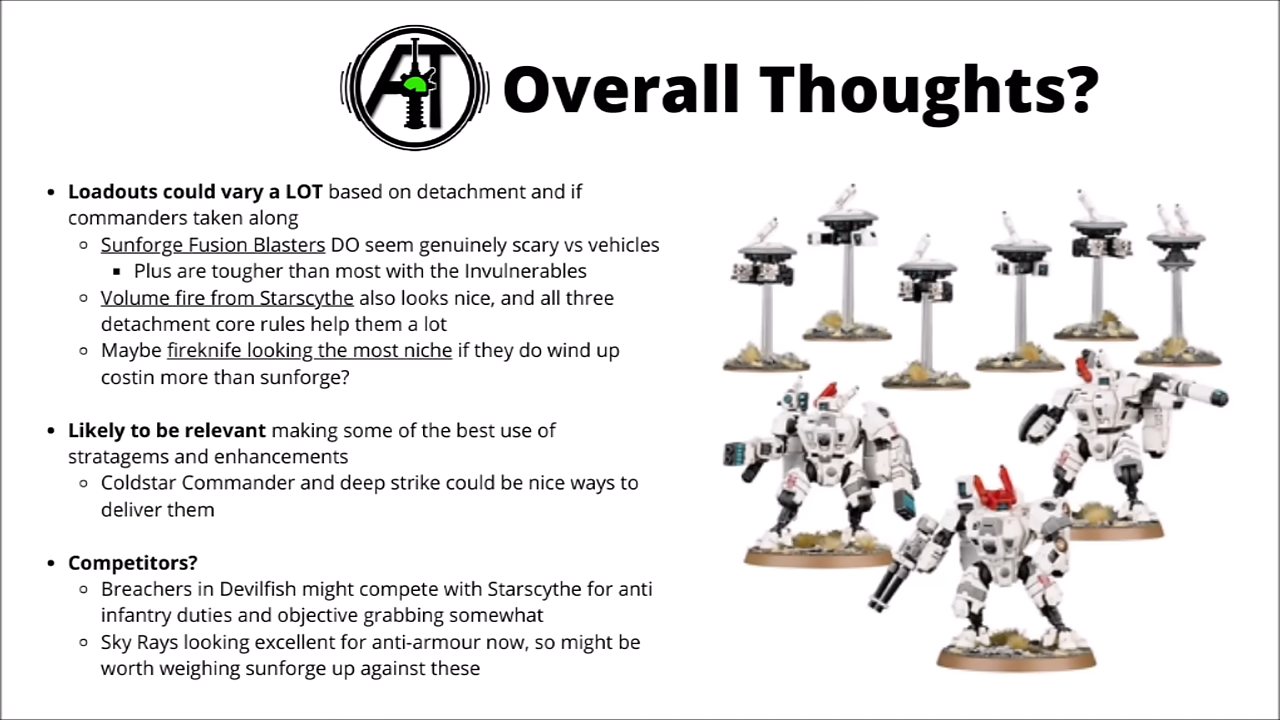 AT
Overall Thoughts?
• Loadouts could vary a LOT based on detachment and if
commanders taken along
○ Sunforge Fusion Blasters DO seem genuinely scary vs vehicles
▪ Plus are tougher than most with the Invulnerables
○ Volume fire from Starscythe also looks nice, and all three
detachment core rules help them a lot
○ Maybe fireknife looking the most niche if they do wind up
costin more than sunforge?
• Likely to be relevant making some of the best use of
stratagems and enhancements
○ Coldstar Commander and deep strike could be nice ways to
deliver them
• Competitors?
○ Breachers in Devilfish might compete with Starscythe for anti
infantry duties and objective grabbing somewhat
○ Sky Rays looking excellent for anti-armour now, so might be
worth weighing sunforge up against these